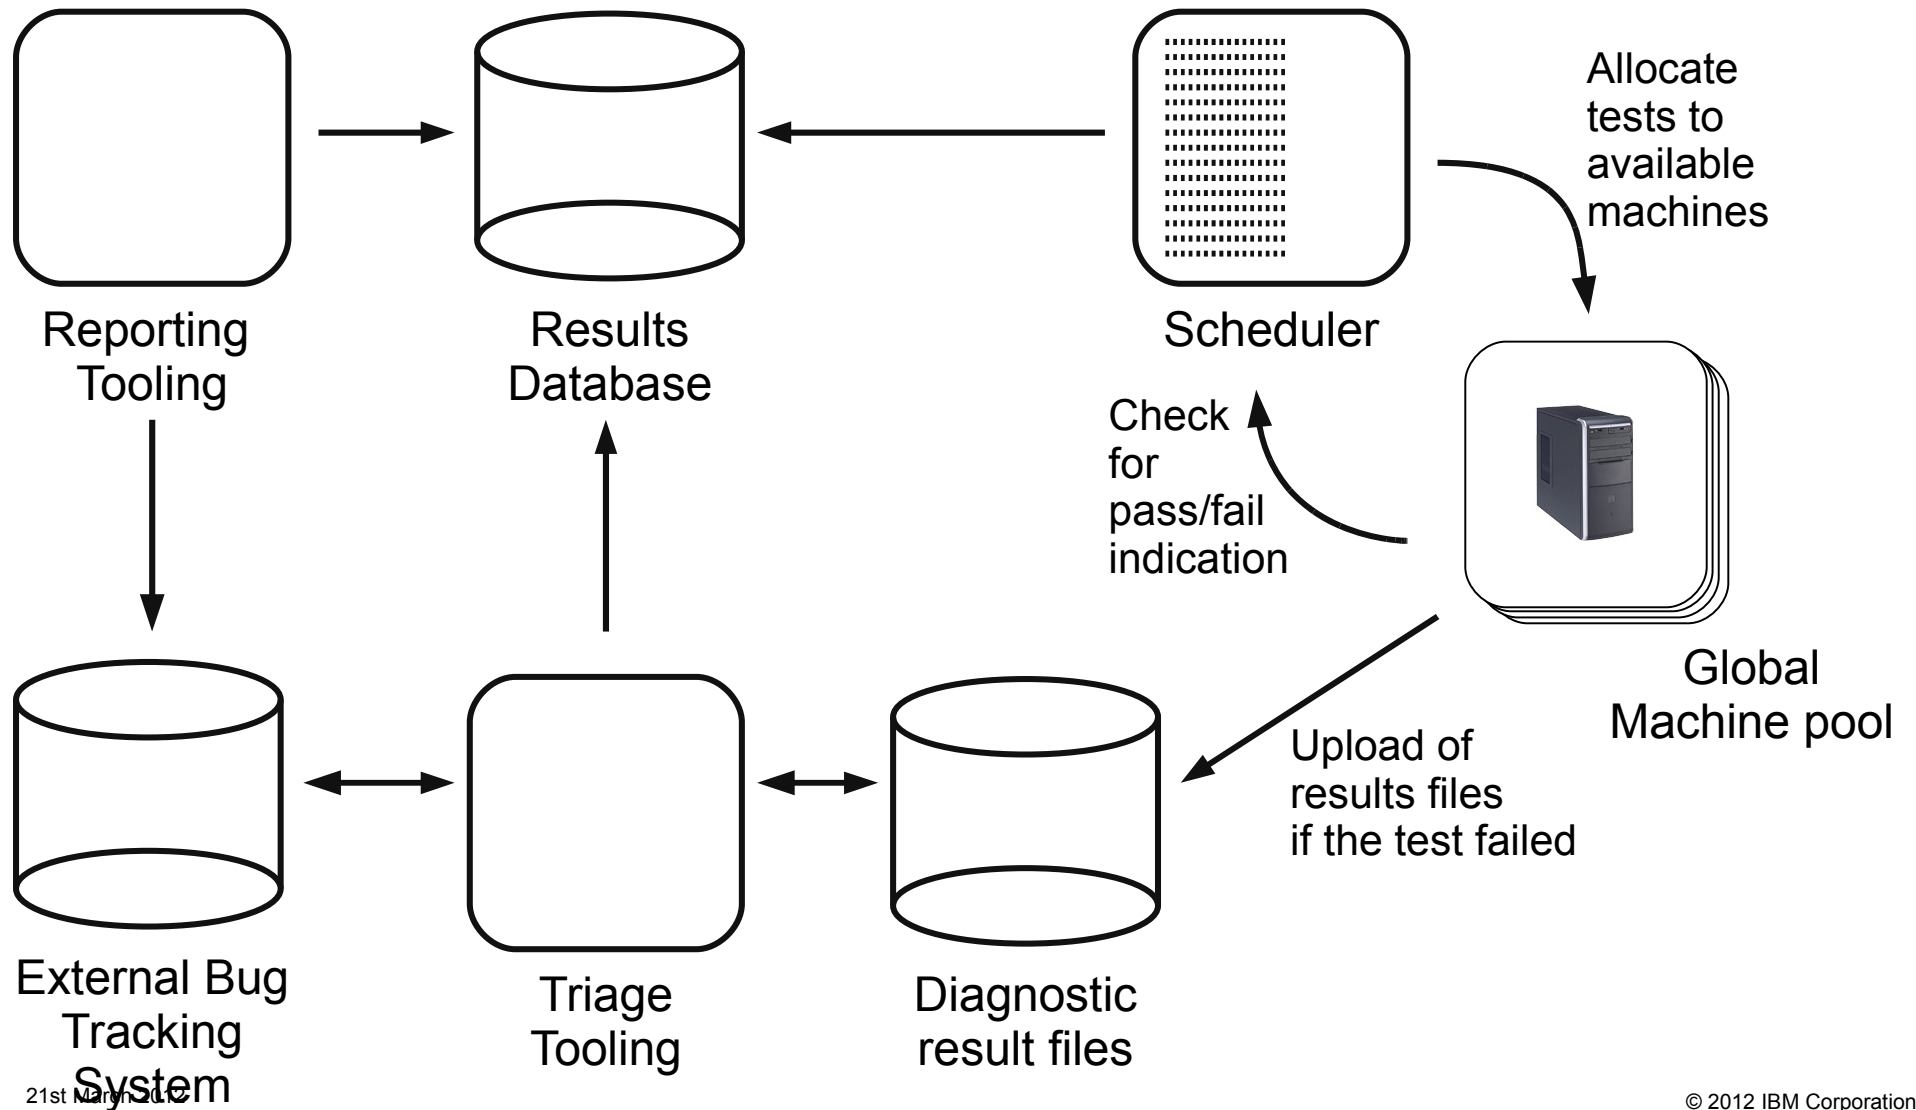 Allocate
tests to
available
machines
Reporting
Tooling
Results
Database
Scheduler
Check
for
pass/fail
indication
Global
Machine pool
Upload of
results files
if the test failed
External Bug
Tracking
System
Triage
Tooling
Diagnostic
result files
21st March 2012
© 2012 IBM Corporation